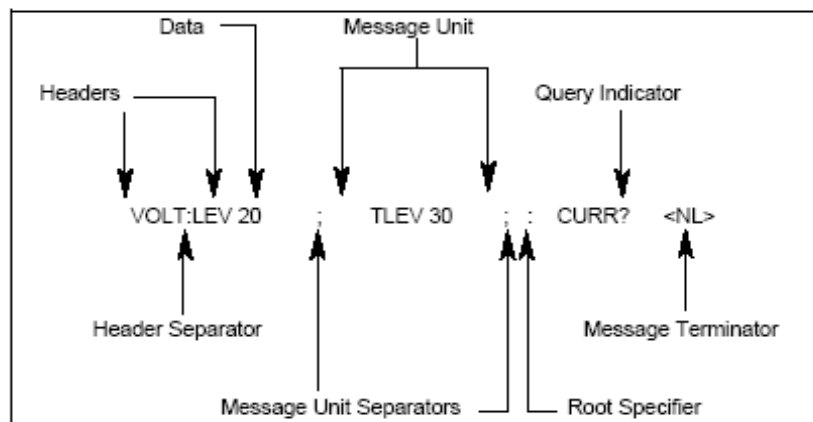 Data Message Unit
Headers Query Indicator
VOLT:LEV 20 ; TLEV 30 ; : CURR? <NL>
Header Separator Message Terminator
Message Unit Separators Root Specifier